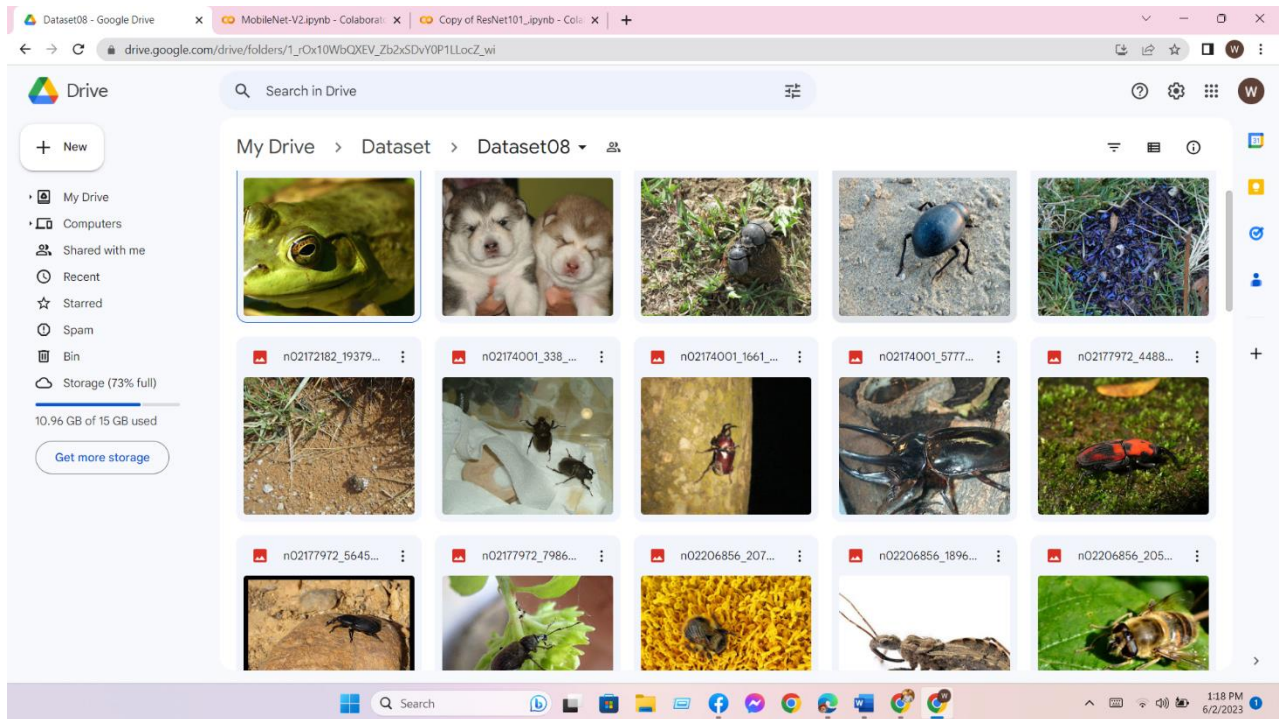 Dataset08 - Google Drive
MobileNet-V2.ipynb - Colaborat
Copy of ResNet101_.ipynb - Cola
drive.google.com/drive/folders/1_rOx10WbQXEV_Zb2xSDvY0P1LLocZ_wi
W
Drive
Search in Drive
W
New
My Drive > Dataset > Dataset08
31
My Drive
Computers
Shared with me
Recent
Starred
Spam
Bin
Storage (73% full)
10.96 GB of 15 GB used
Get more storage
n02172182_19379...
n02174001_338_...
n02174001_1661_...
n02174001_5777...
n02177972_4488...
n02177972_5645...
n02177972_7986...
n02206856_207...
n02206856_1896...
n02206856_205...
Search
1:18 PM
6/2/2023
1